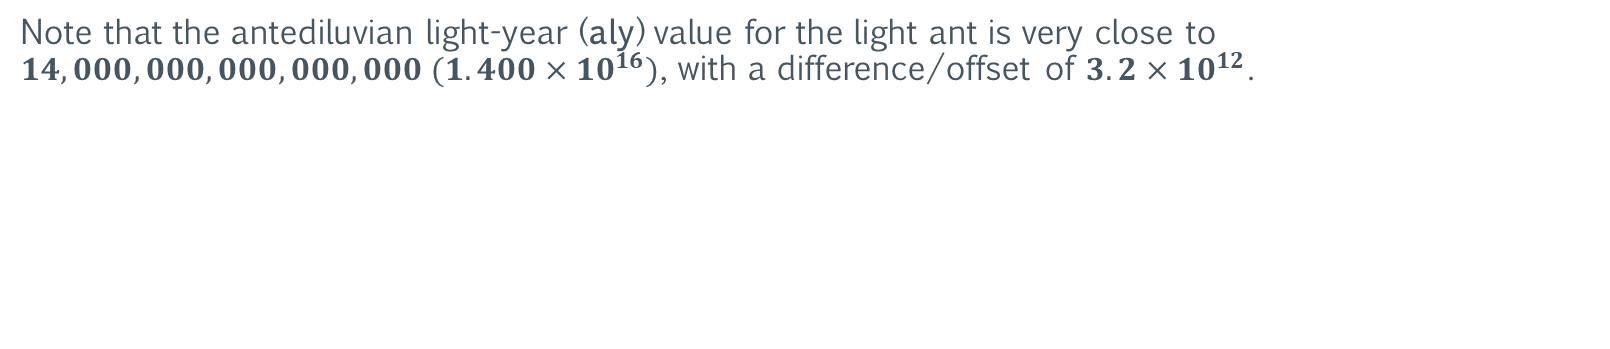 Note that the antediluvian light-year (aly) value for the light ant is very close to
14,000,000,000,000,000 (1.400 × 10¹⁶), with a difference/offset of 3.2 × 10¹².